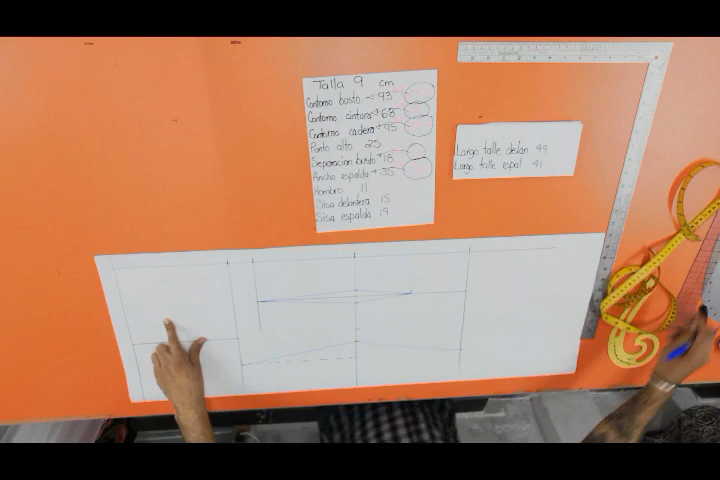 Talla 9 cm
Contorno busto → 93
Contorno cintura → 68
Contorno cadera → 95
Punto alto 25
Separacion busto → 18
Ancho espalda → 35
Hombro 11
Sisa delantera 15
Sisa espalda 19
Largo talle delan 44
Largo talle espal 41